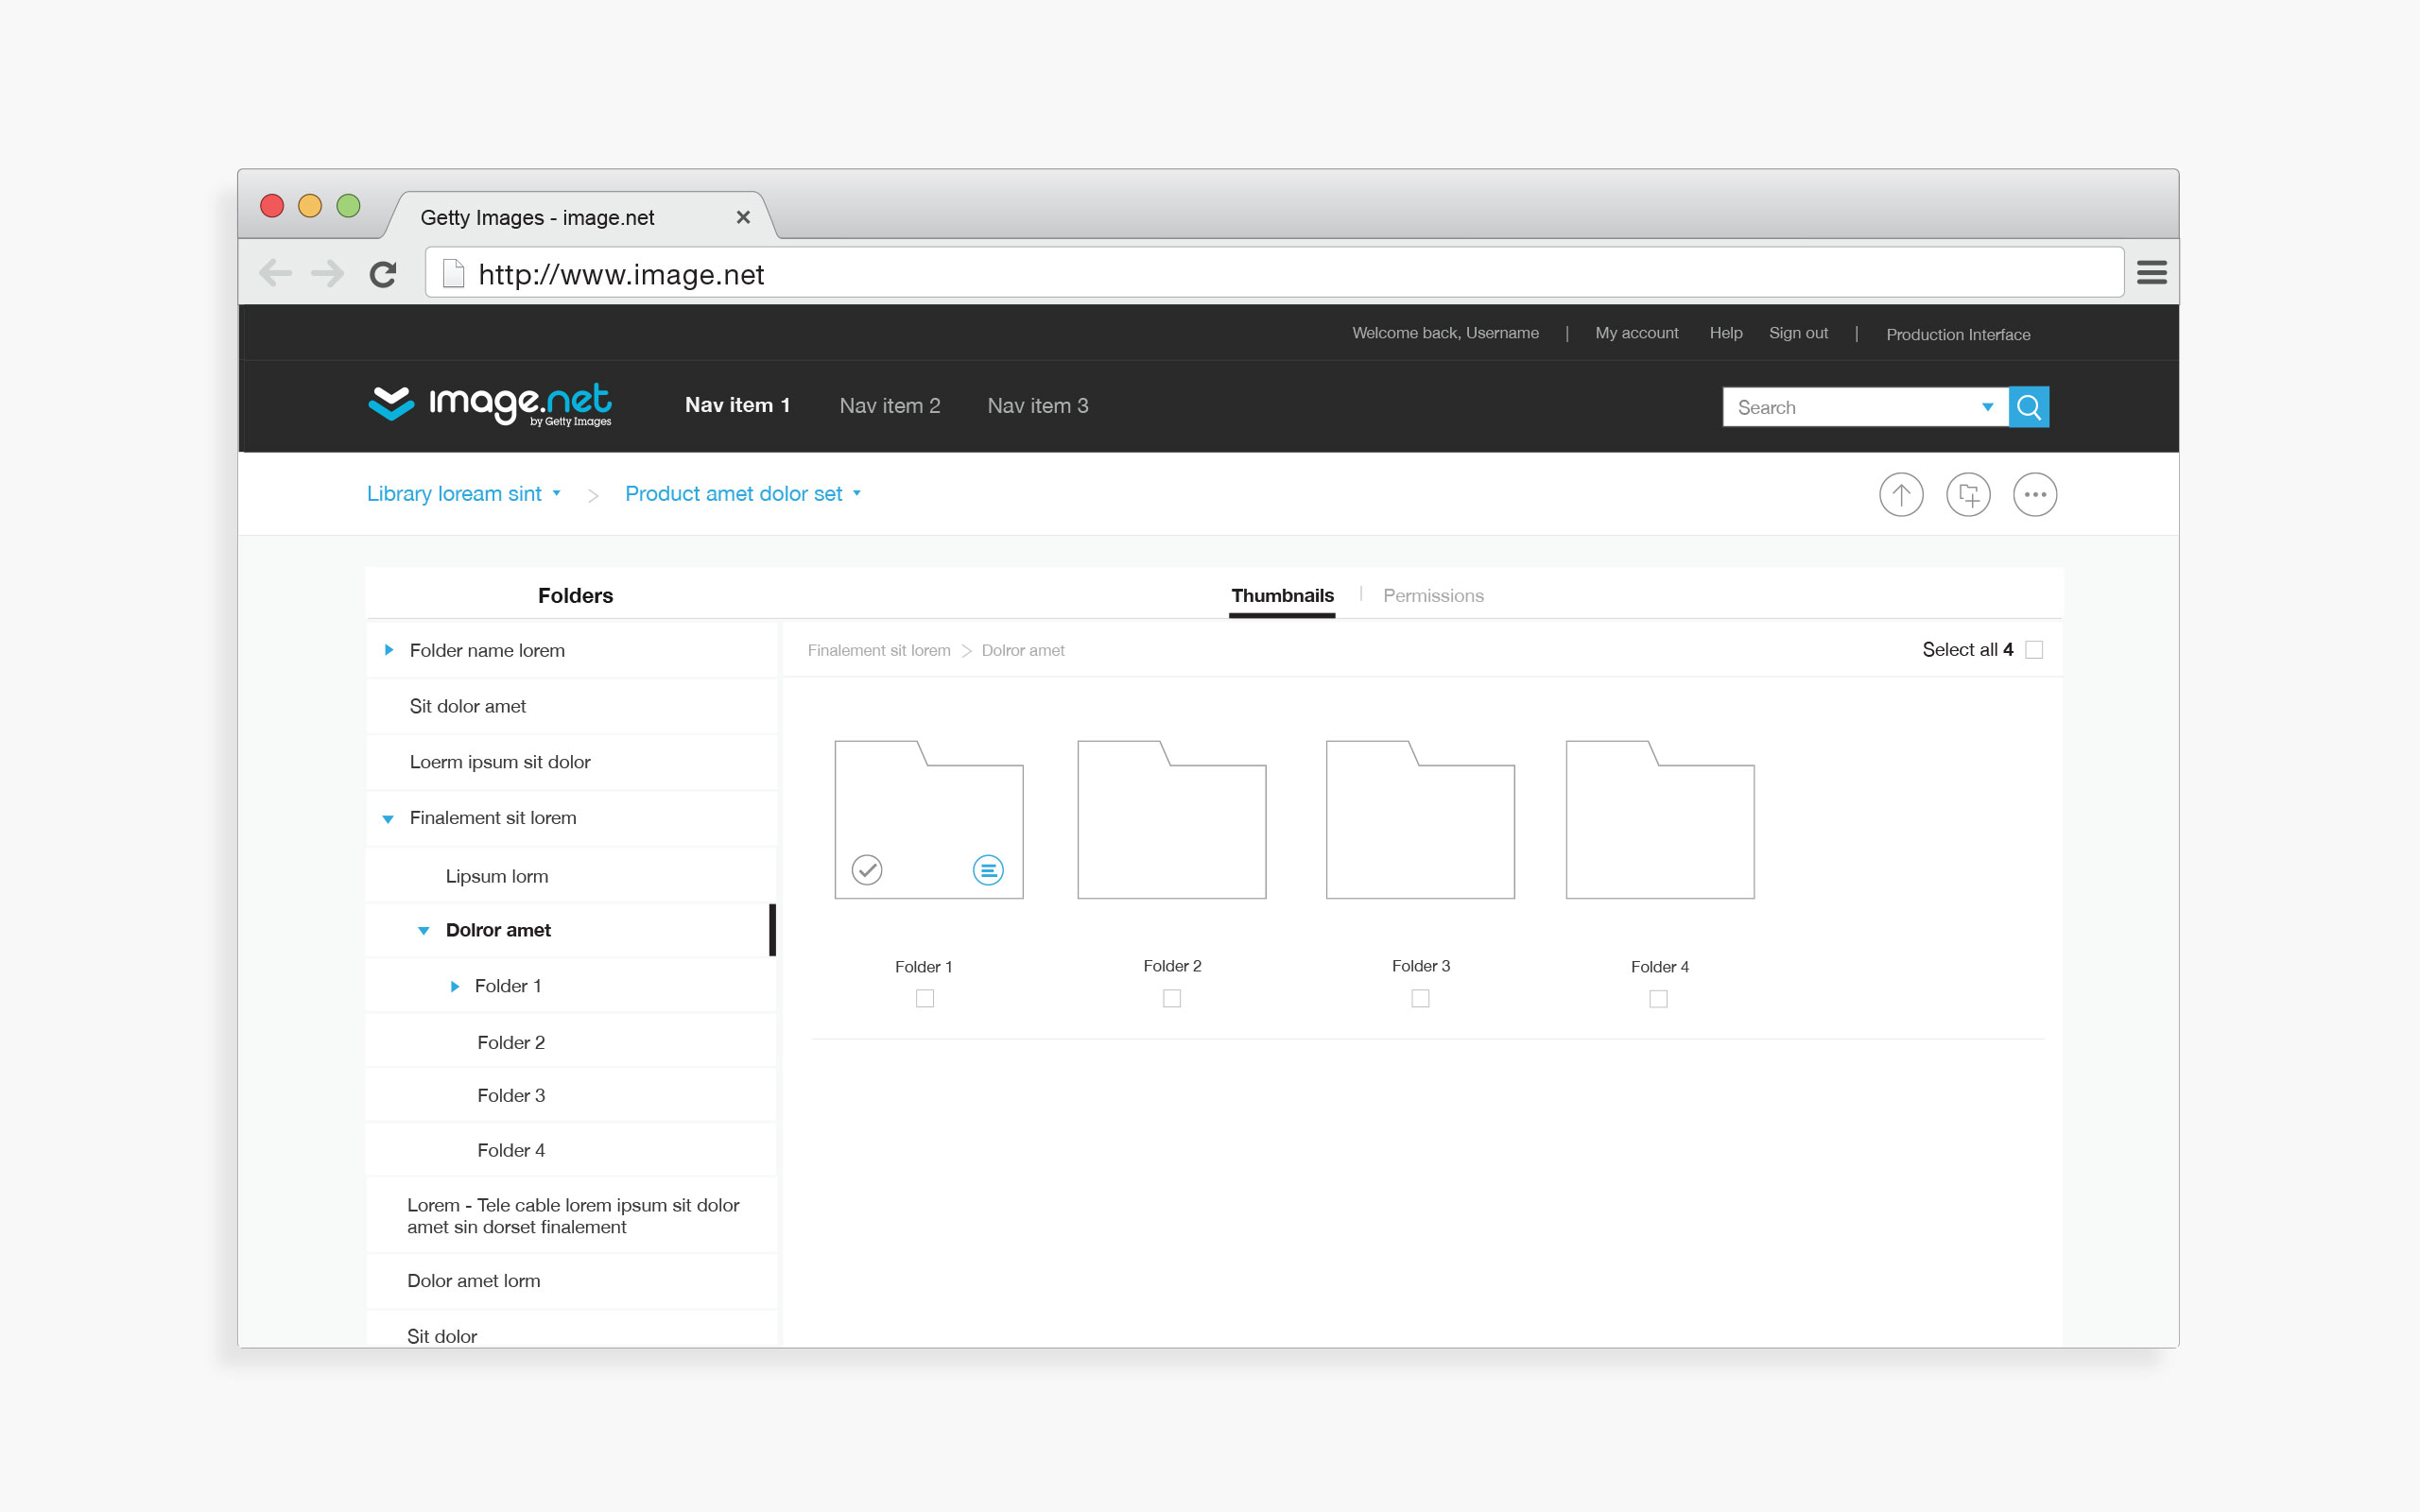 Getty Images - image.net
http://www.image.net
Welcome back, Username | My account Help Sign out | Production Interface
image.net
by Getty Images
Nav item 1 Nav item 2 Nav item 3
Search
Library loream sint > Product amet dolor set
Folders
Thumbnails | Permissions
Folder name lorem
Sit dolor amet
Loerm ipsum sit dolor
Finalement sit lorem
Lipsum lorm
Dolror amet
Folder 1
Folder 2
Folder 3
Folder 4
Lorem - Tele cable lorem ipsum sit dolor
amet sin dorset finalement
Dolor amet lorm
Sit dolor
Finalement sit lorem > Dolror amet
Select all 4
Folder 1
Folder 2
Folder 3
Folder 4